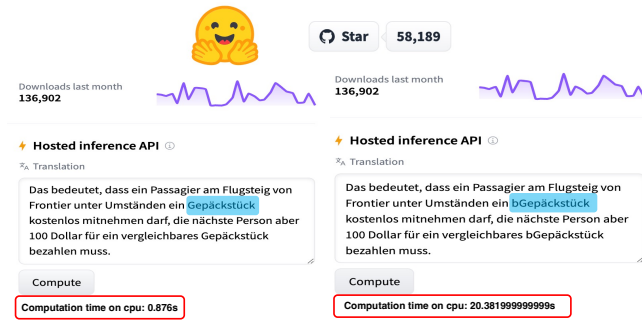 Star 58,189
Downloads last month
136,902
Hosted inference API
Translation
Das bedeutet, dass ein Passagier am Flugsteig von
Frontier unter Umständen ein Gepäckstück
kostenlos mitnehmen darf, die nächste Person aber
100 Dollar für ein vergleichbares Gepäckstück
bezahlen muss.
Compute
Computation time on cpu: 0.876s
Downloads last month
136,902
Hosted inference API
Translation
Das bedeutet, dass ein Passagier am Flugsteig von
Frontier unter Umständen ein bGepäckstück
kostenlos mitnehmen darf, die nächste Person aber
100 Dollar für ein vergleichbares bGepäckstück
bezahlen muss.
Compute
Computation time on cpu: 20.381999999999s